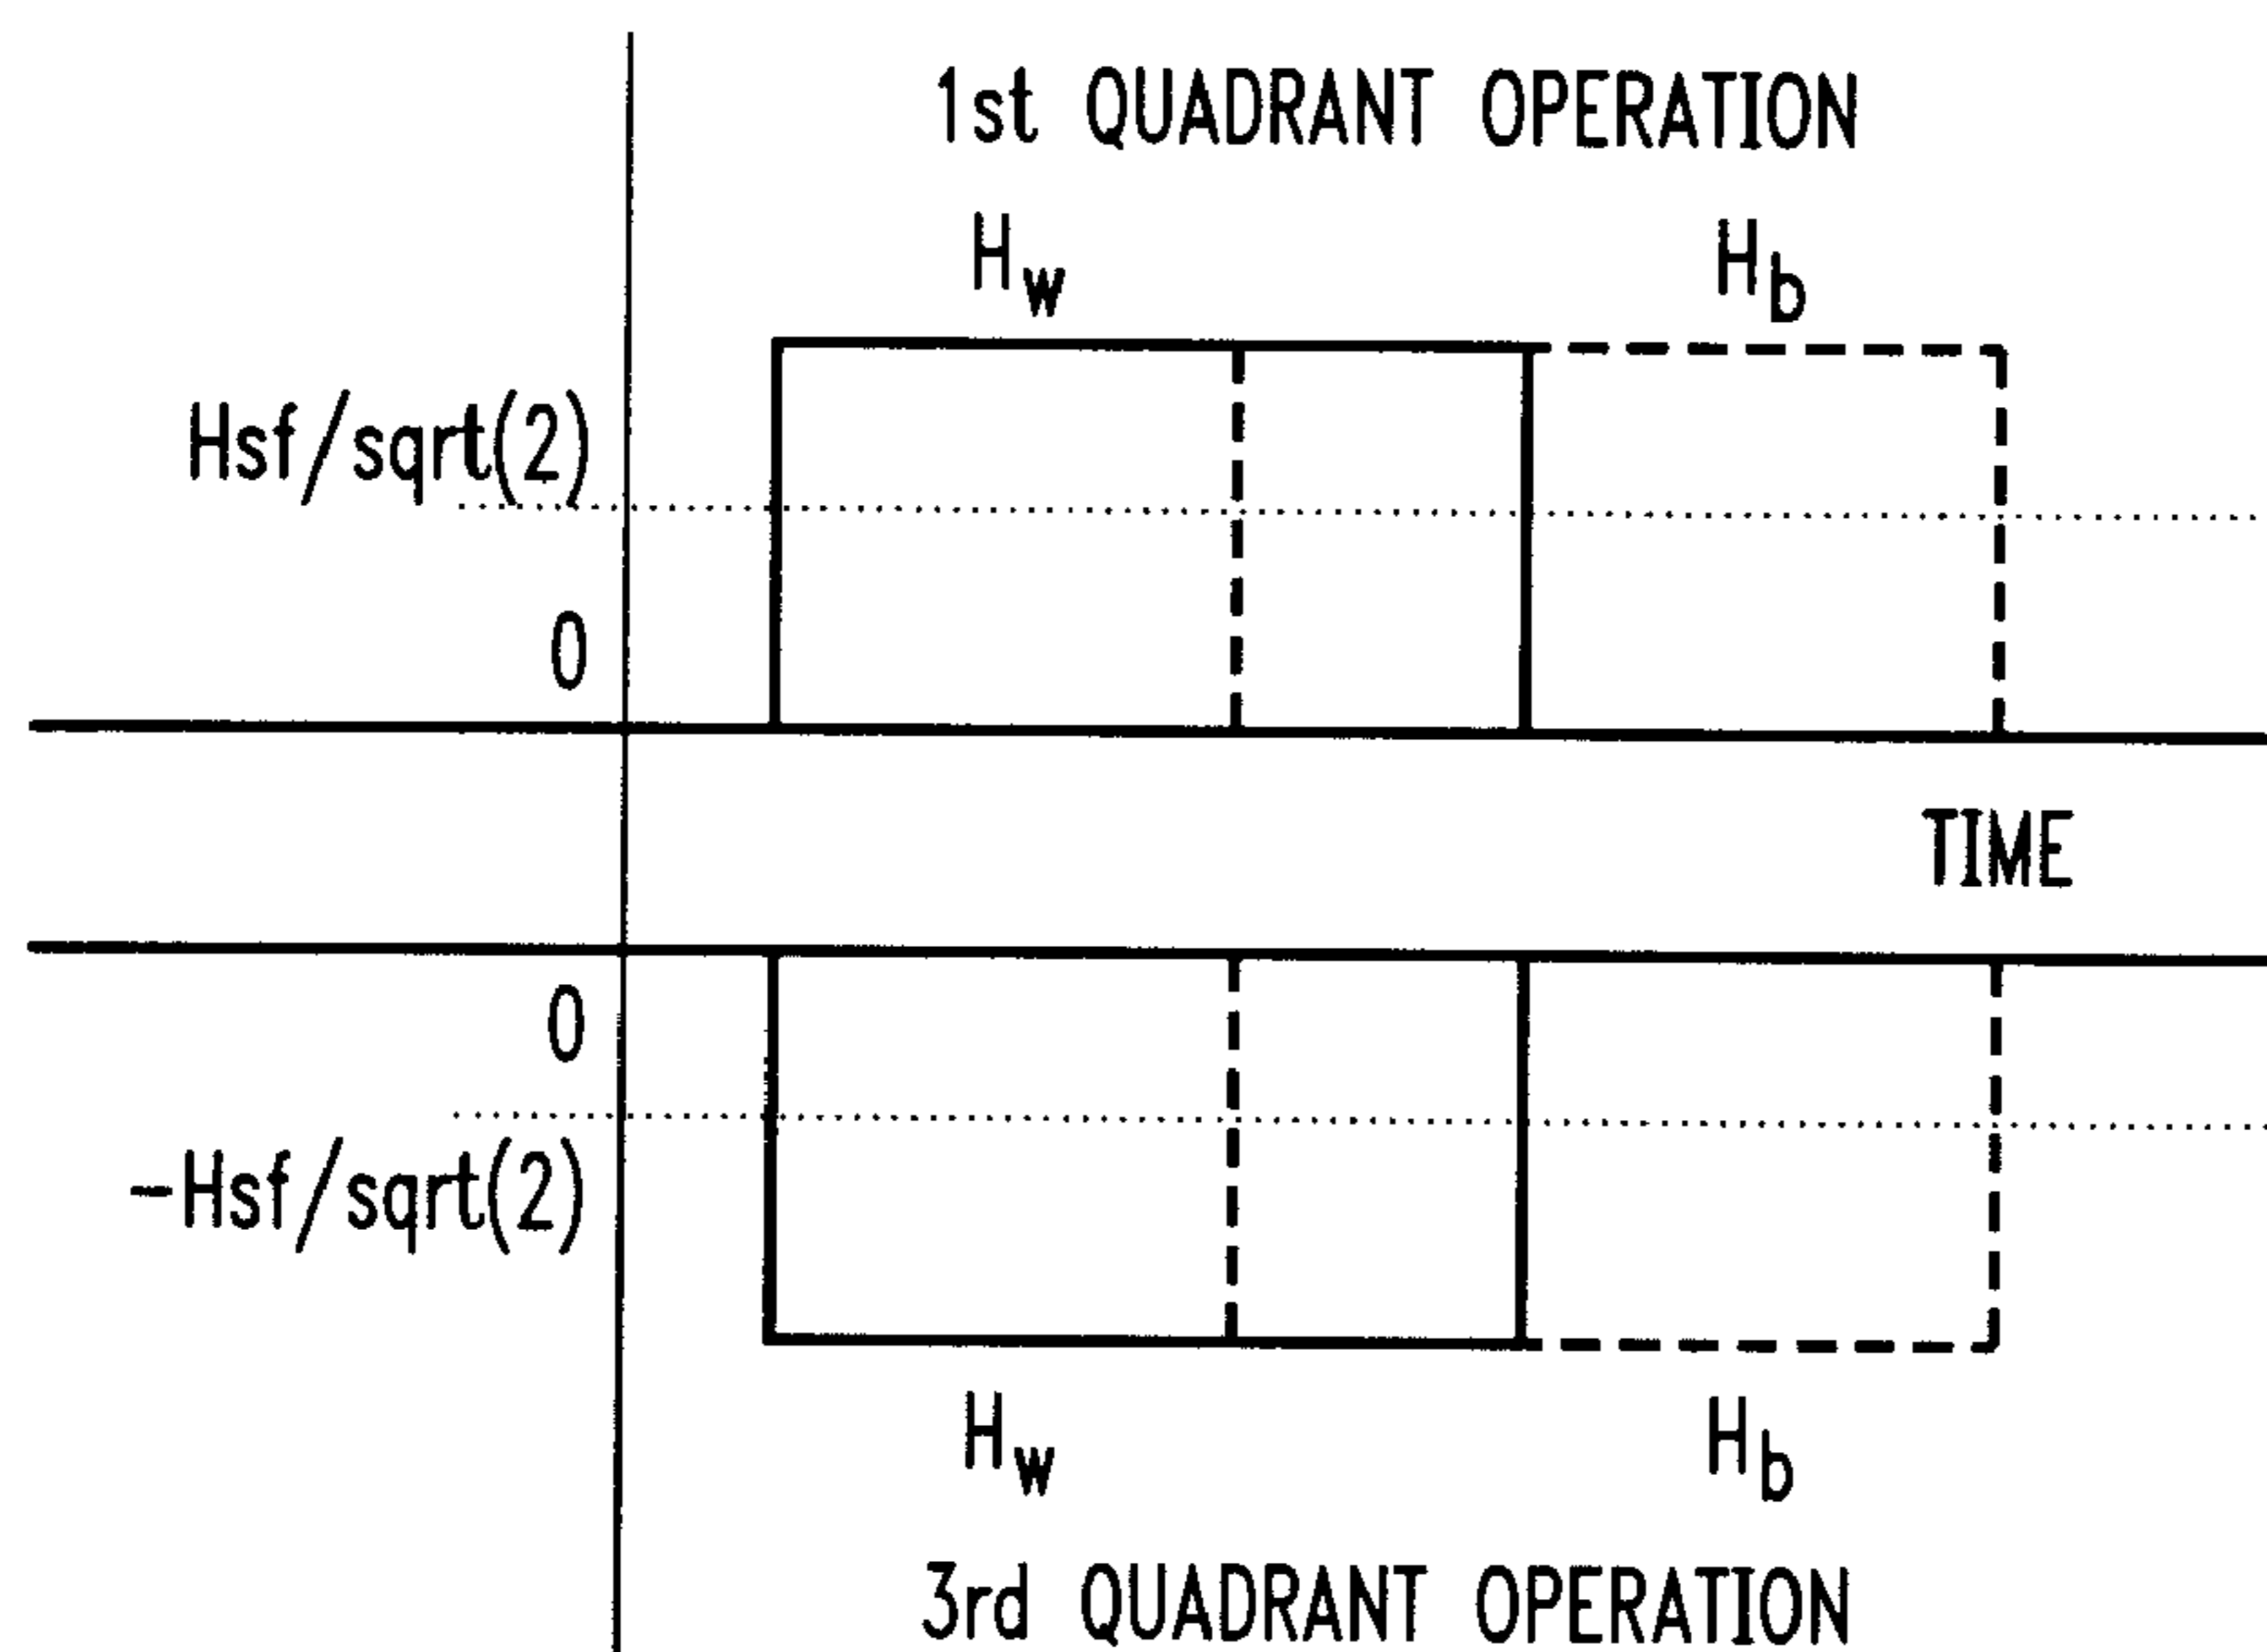 1st QUADRANT OPERATION
Hw
Hb
Hsf/sqrt(2)
0
TIME
0
-Hsf/sqrt(2)
Hw
Hb
3rd QUADRANT OPERATION